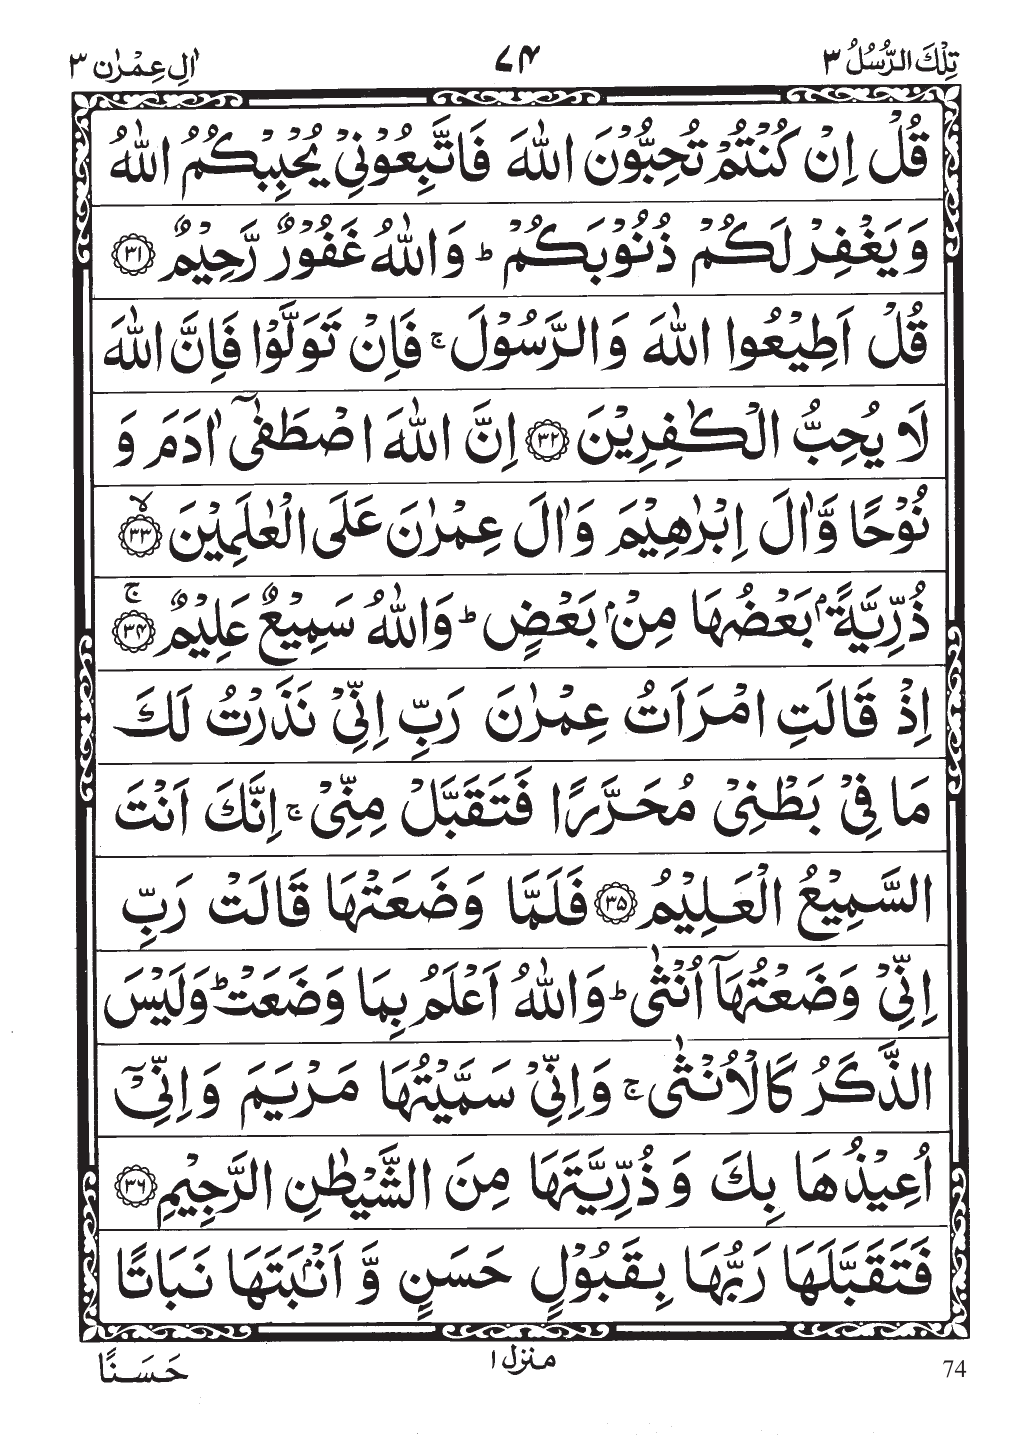 تِلْكَ الرُّسُلُ ٣
٧٤
اٰلِ عِمْرٰن ٣
قُلْ اِنْ كُنْتُمْ تُحِبُّوْنَ اللّٰهَ فَاتَّبِعُوْنِيْ يُحْبِبْكُمُ اللّٰهُ
وَيَغْفِرْ لَكُمْ ذُنُوْبَكُمْ ؕ وَاللّٰهُ غَفُوْرٌ رَّحِيْمٌ ٣١
قُلْ اَطِيْعُوا اللّٰهَ وَالرَّسُوْلَ ۚ فَاِنْ تَوَلَّوْا فَاِنَّ اللّٰهَ
لَا يُحِبُّ الْكٰفِرِيْنَ ٣٢ اِنَّ اللّٰهَ اصْطَفٰٓى اٰدَمَ وَ
نُوْحًا وَّاٰلَ اِبْرٰهِيْمَ وَاٰلَ عِمْرٰنَ عَلَى الْعٰلَمِيْنَ ۙ ٣٣
ذُرِّيَّةًۢ بَعْضُهَا مِنْۢ بَعْضٍ ؕ وَاللّٰهُ سَمِيْعٌ عَلِيْمٌ ۚ ٣٤
اِذْ قَالَتِ امْرَاَتُ عِمْرٰنَ رَبِّ اِنِّيْ نَذَرْتُ لَكَ
مَا فِيْ بَطْنِيْ مُحَرَّرًا فَتَقَبَّلْ مِنِّيْ ۚ اِنَّكَ اَنْتَ
السَّمِيْعُ الْعَلِيْمُ ٣٥ فَلَمَّا وَضَعَتْهَا قَالَتْ رَبِّ
اِنِّيْ وَضَعْتُهَاۤ اُنْثٰى ؕ وَاللّٰهُ اَعْلَمُ بِمَا وَضَعَتْ ؕ وَلَيْسَ
الذَّكَرُ كَالْاُنْثٰى ۚ وَاِنِّيْ سَمَّيْتُهَا مَرْيَمَ وَاِنِّيْۤ
اُعِيْذُهَا بِكَ وَذُرِّيَّتَهَا مِنَ الشَّيْطٰنِ الرَّجِيْمِ ٣٦
فَتَقَبَّلَهَا رَبُّهَا بِقَبُوْلٍ حَسَنٍ وَّ اَنْۢبَتَهَا نَبَاتًا
حَسَنًا
منزل ١
74